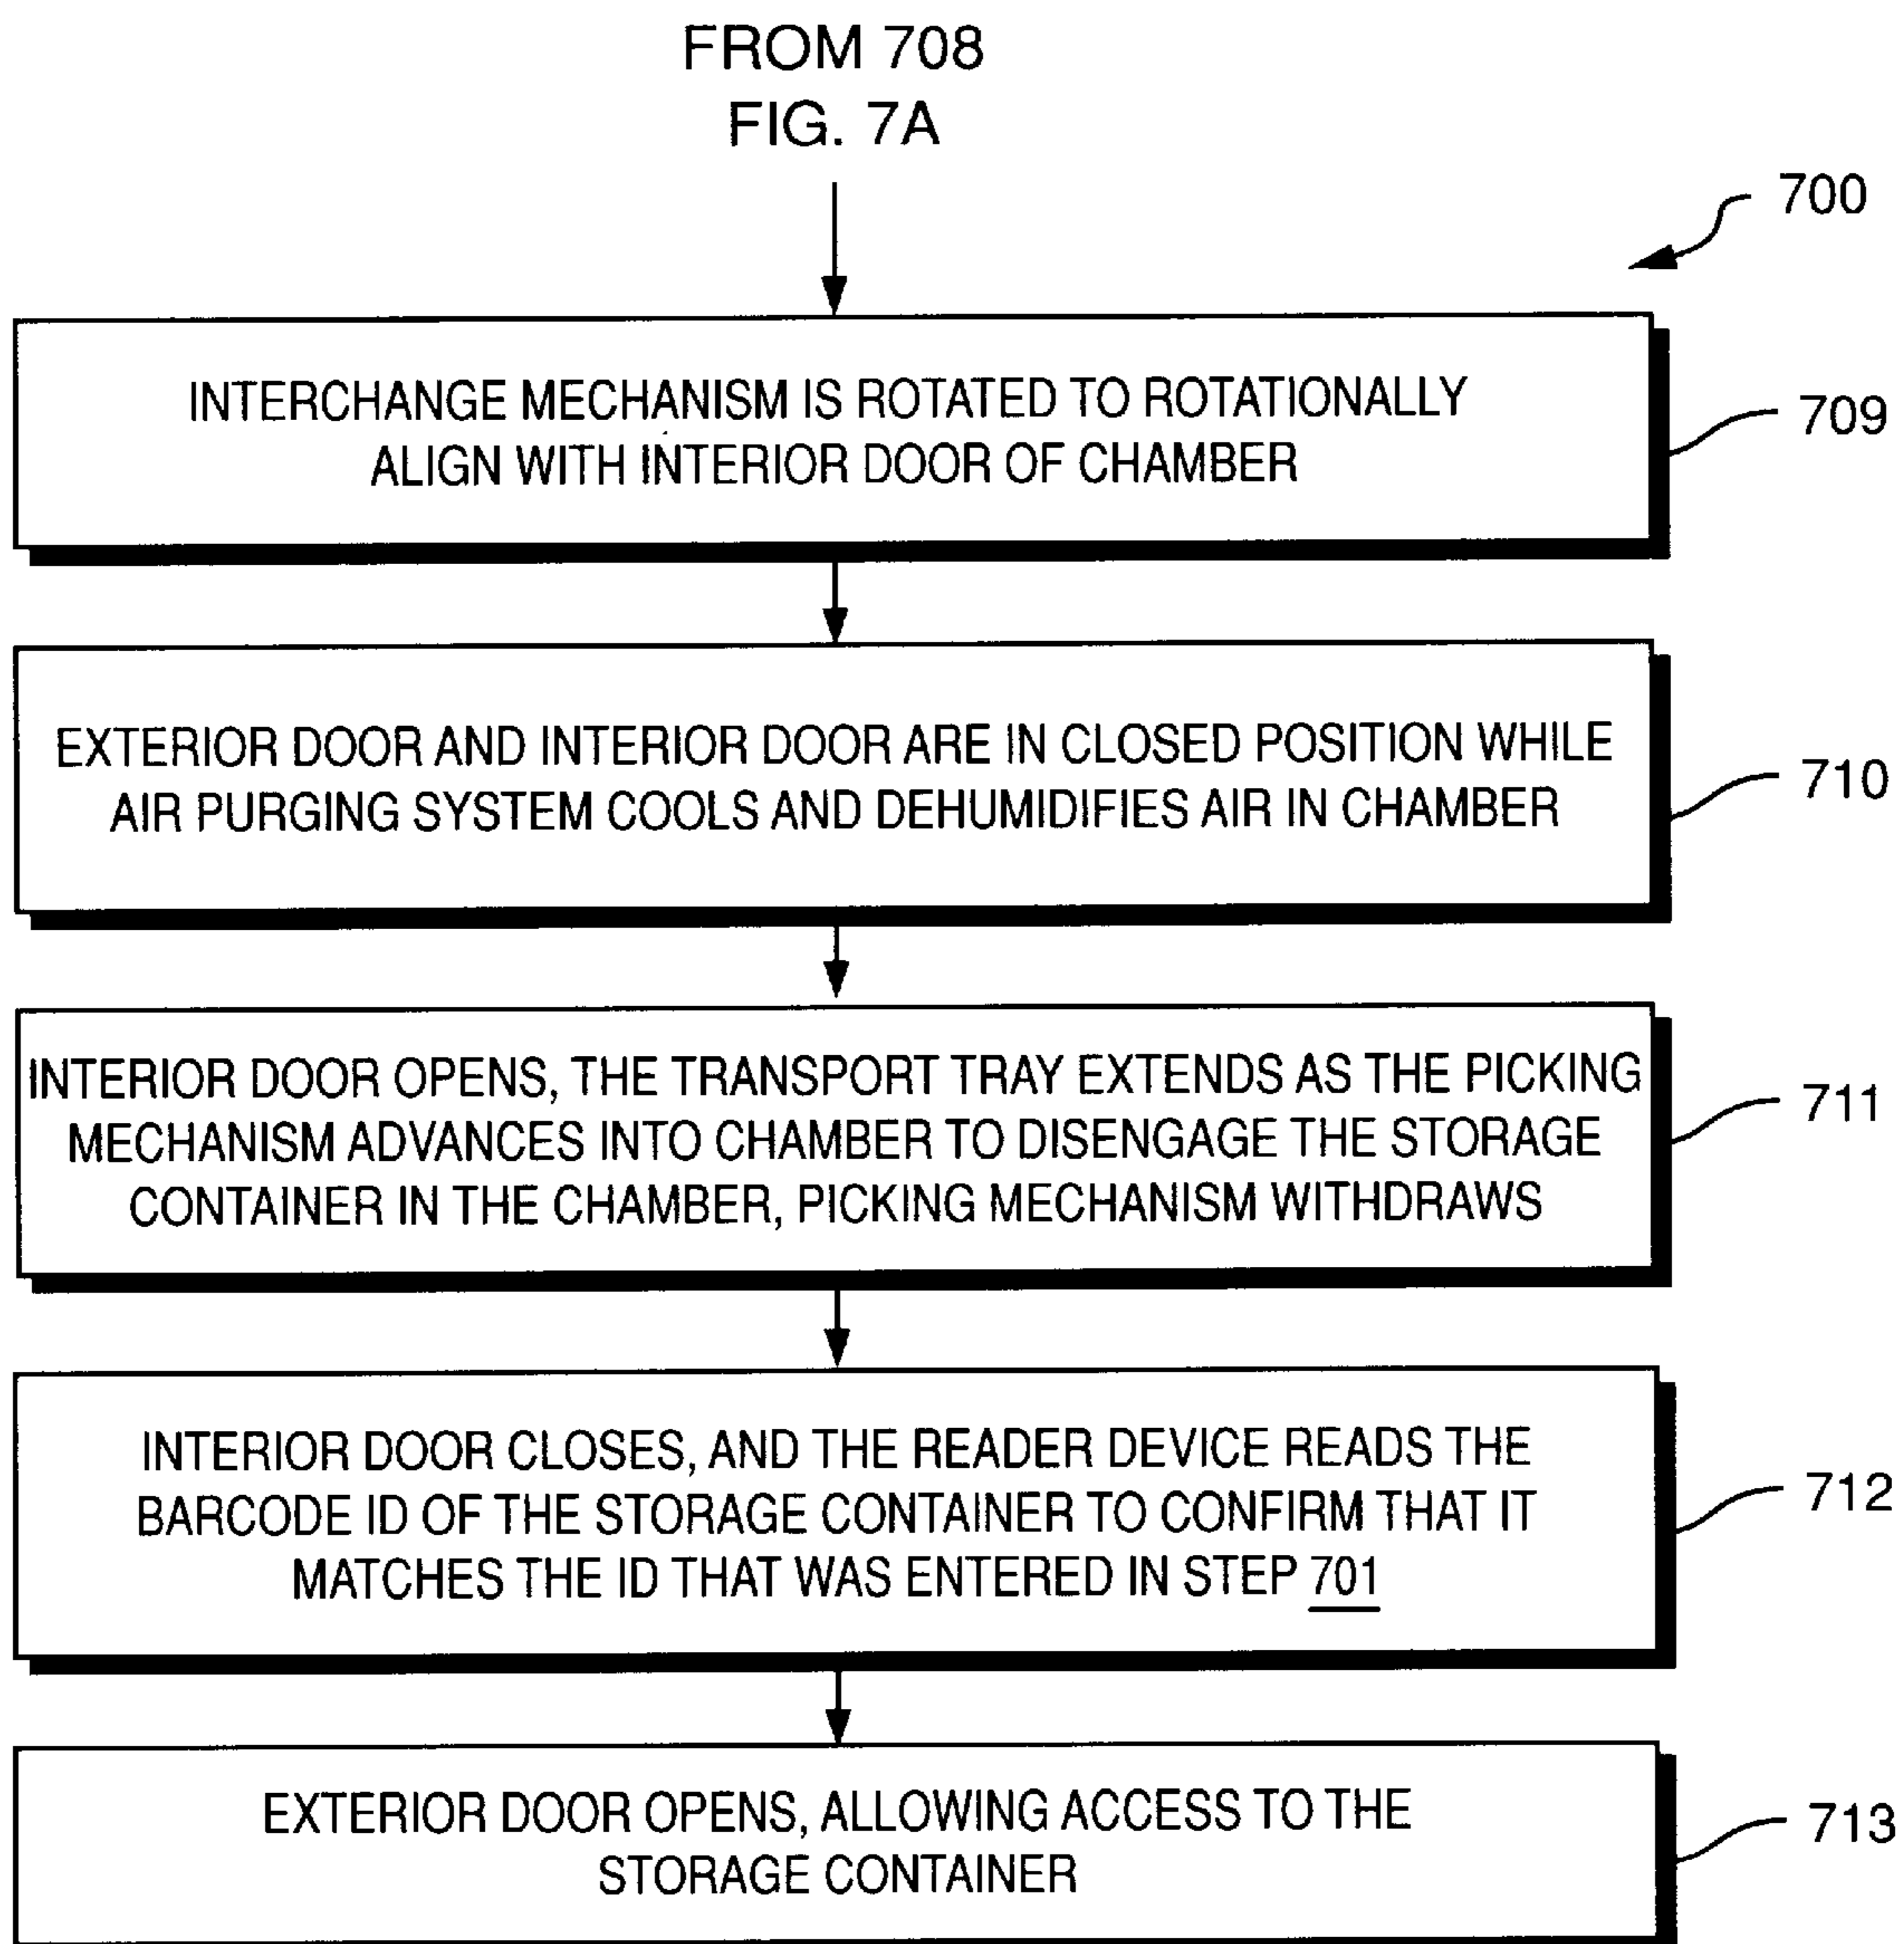 FROM 708
FIG. 7A
700
INTERCHANGE MECHANISM IS ROTATED TO ROTATIONALLY
ALIGN WITH INTERIOR DOOR OF CHAMBER
709
EXTERIOR DOOR AND INTERIOR DOOR ARE IN CLOSED POSITION WHILE
AIR PURGING SYSTEM COOLS AND DEHUMIDIFIES AIR IN CHAMBER
710
INTERIOR DOOR OPENS, THE TRANSPORT TRAY EXTENDS AS THE PICKING
MECHANISM ADVANCES INTO CHAMBER TO DISENGAGE THE STORAGE
CONTAINER IN THE CHAMBER, PICKING MECHANISM WITHDRAWS
711
INTERIOR DOOR CLOSES, AND THE READER DEVICE READS THE
BARCODE ID OF THE STORAGE CONTAINER TO CONFIRM THAT IT
MATCHES THE ID THAT WAS ENTERED IN STEP 701
712
EXTERIOR DOOR OPENS, ALLOWING ACCESS TO THE
STORAGE CONTAINER
713